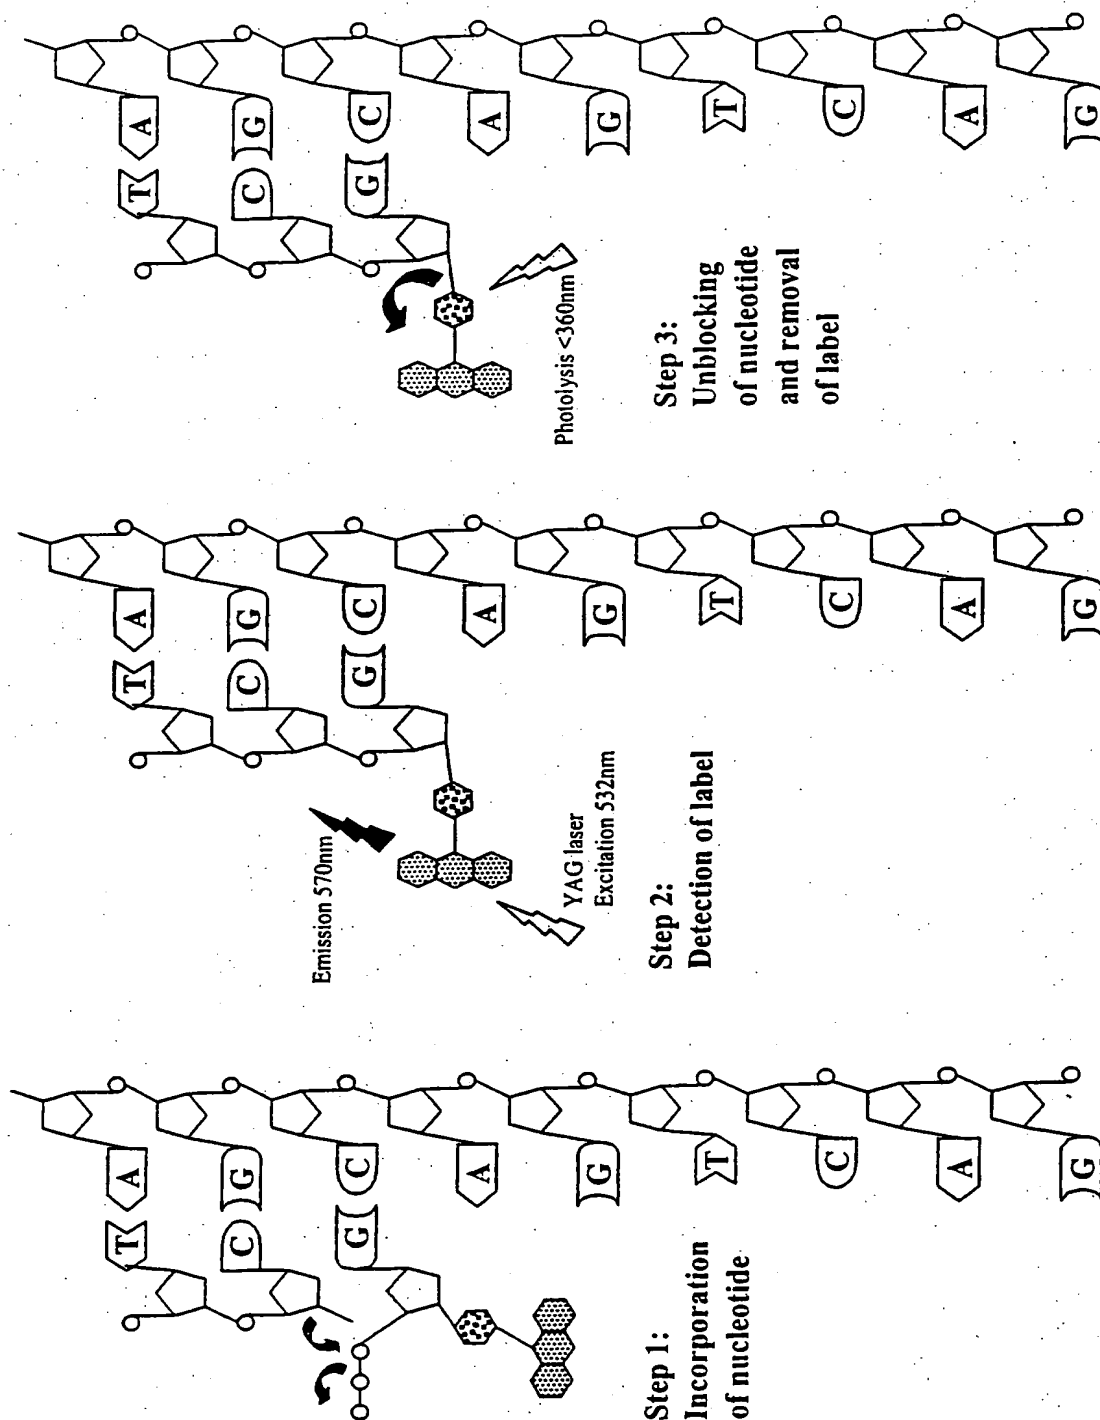 T A
C G
G C
A
G
T
C
A
G
Step 1:
Incorporation
of nucleotide
T A
C G
Emission 570nm
G C
A
G
YAG laser
Excitation 532nm
T
C
A
G
Step 2:
Detection of label
T A
C G
G C
A
G
Photolysis <360nm
T
C
A
G
Step 3:
Unblocking
of nucleotide
and removal
of label